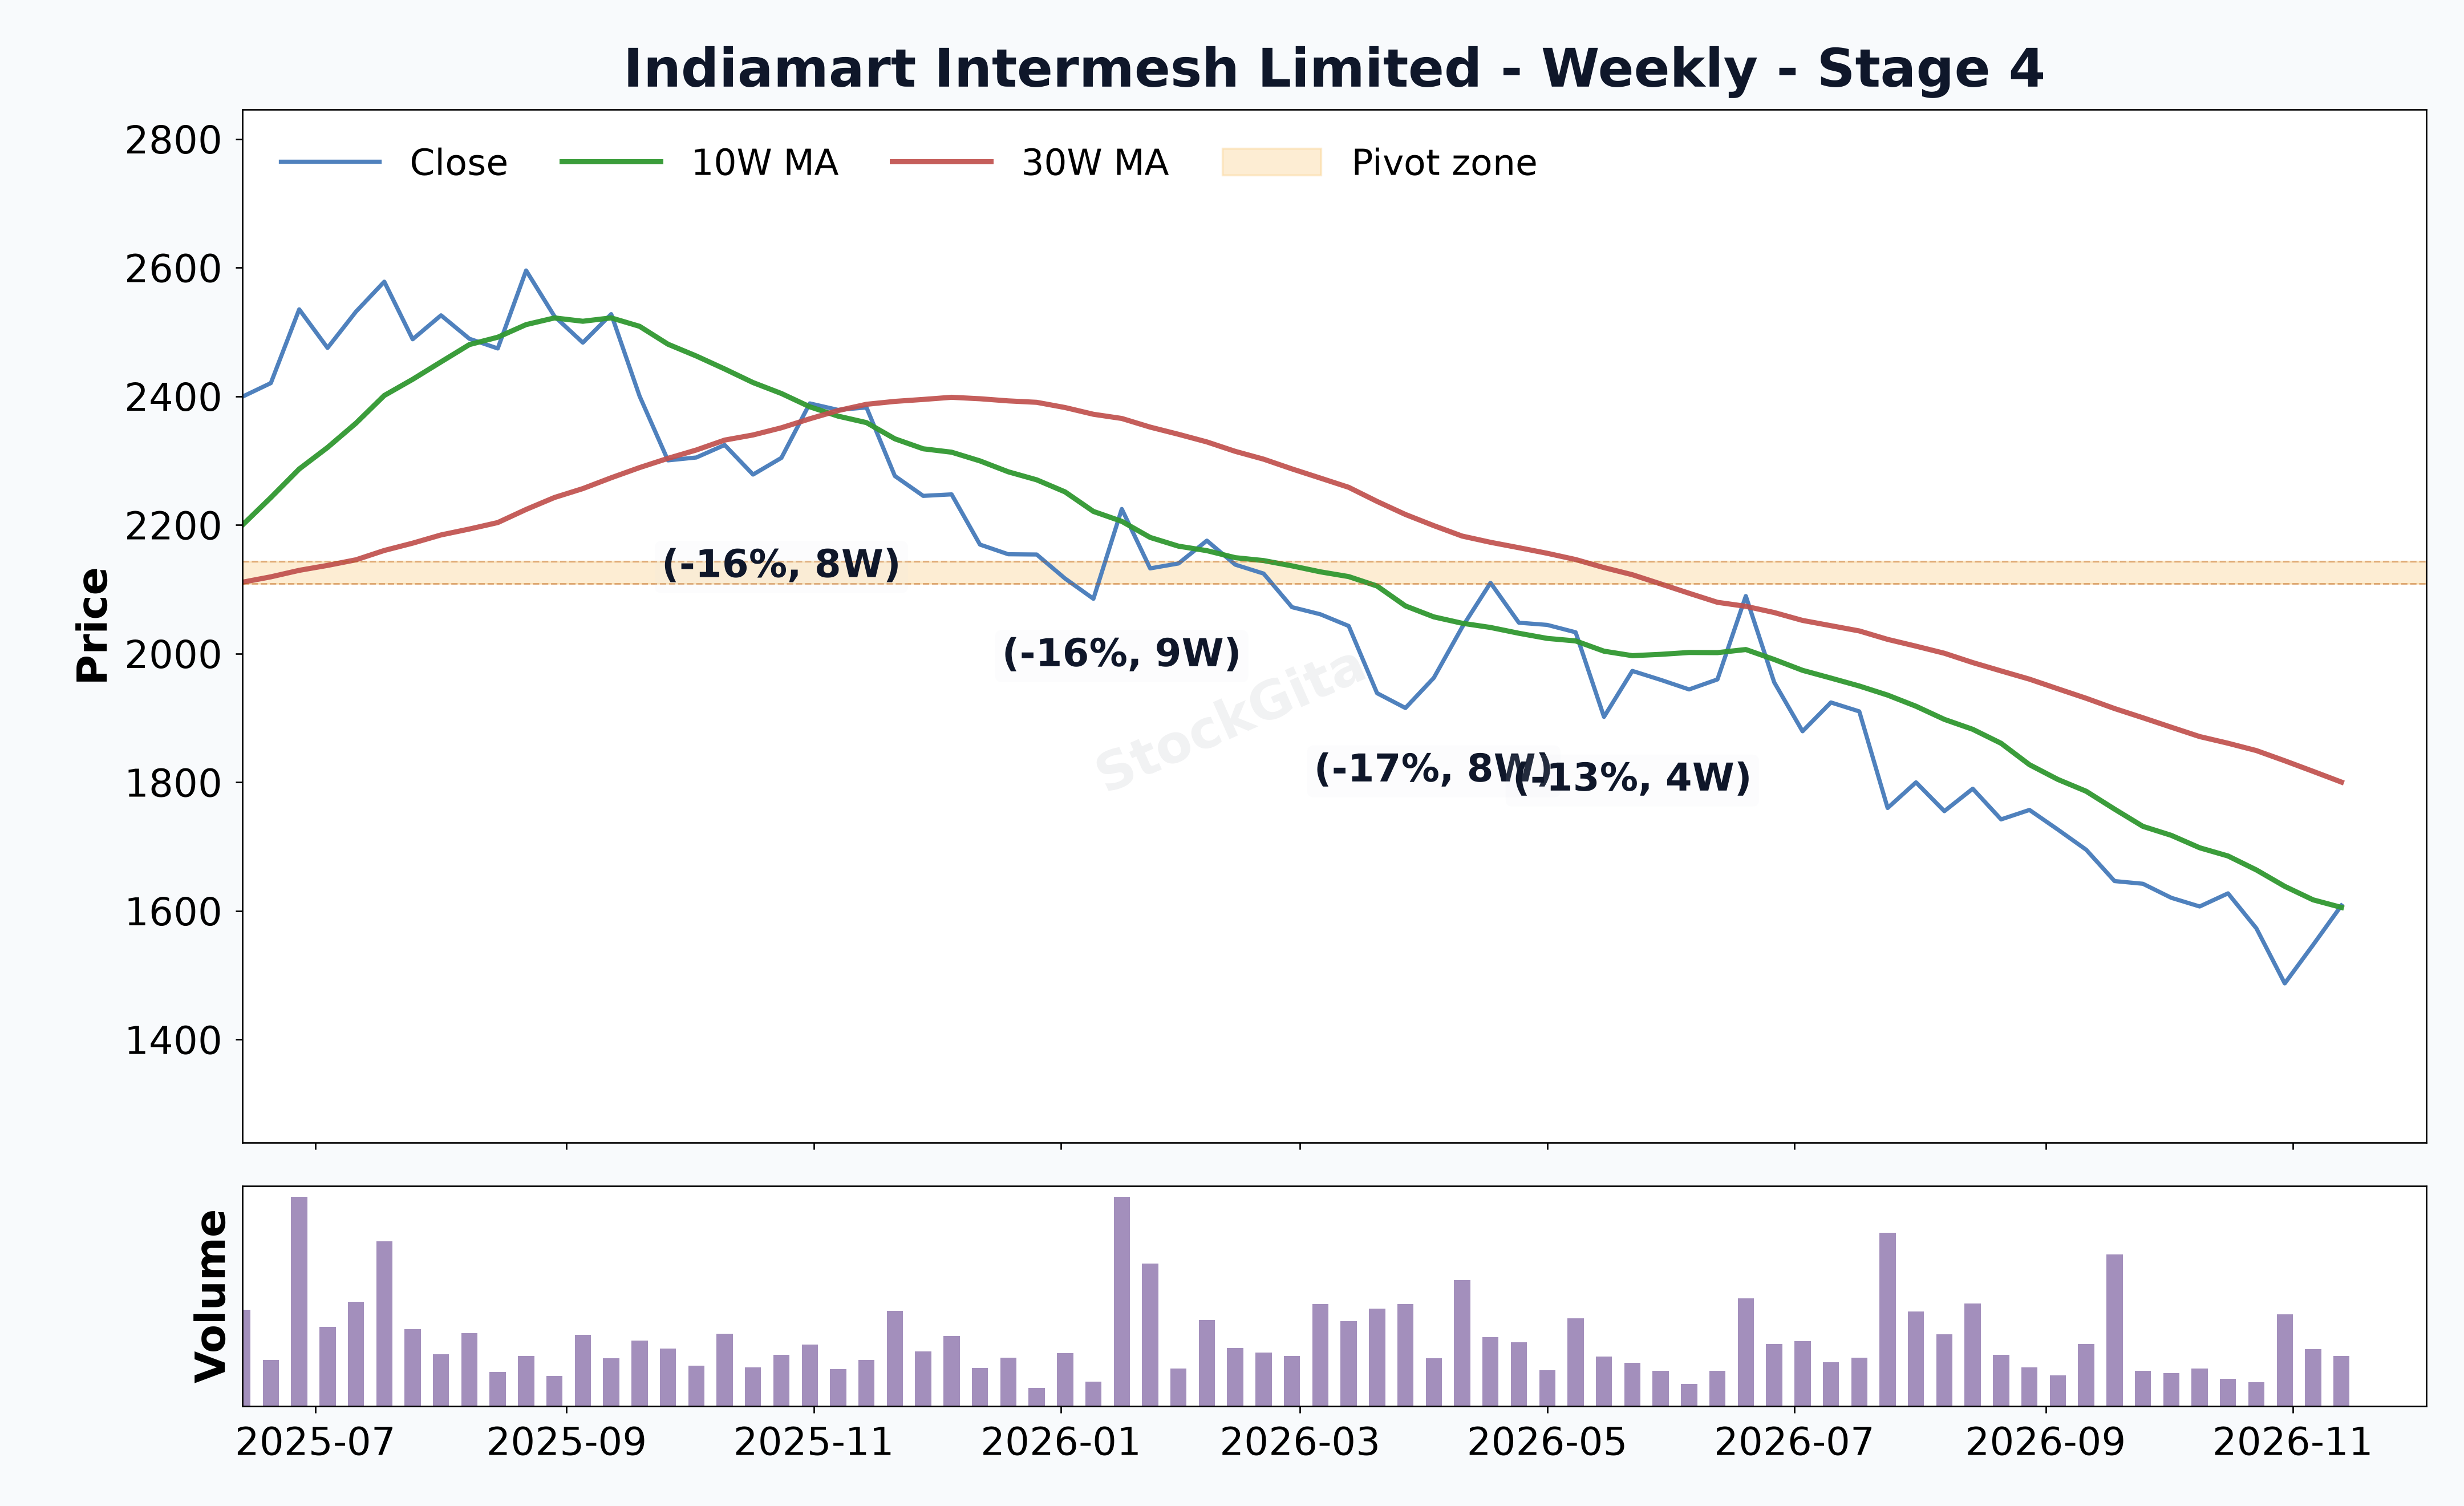 Indiamart Intermesh Limited - Weekly - Stage 4
Close 10W MA 30W MA Pivot zone
Price
2800
2600
2400
2200
2000
1800
1600
1400
(-16%, 8W)
(-16%, 9W)
(-17%, 8W)
(-13%, 4W)
StockGita
Volume
2025-07 2025-09 2025-11 2026-01 2026-03 2026-05 2026-07 2026-09 2026-11